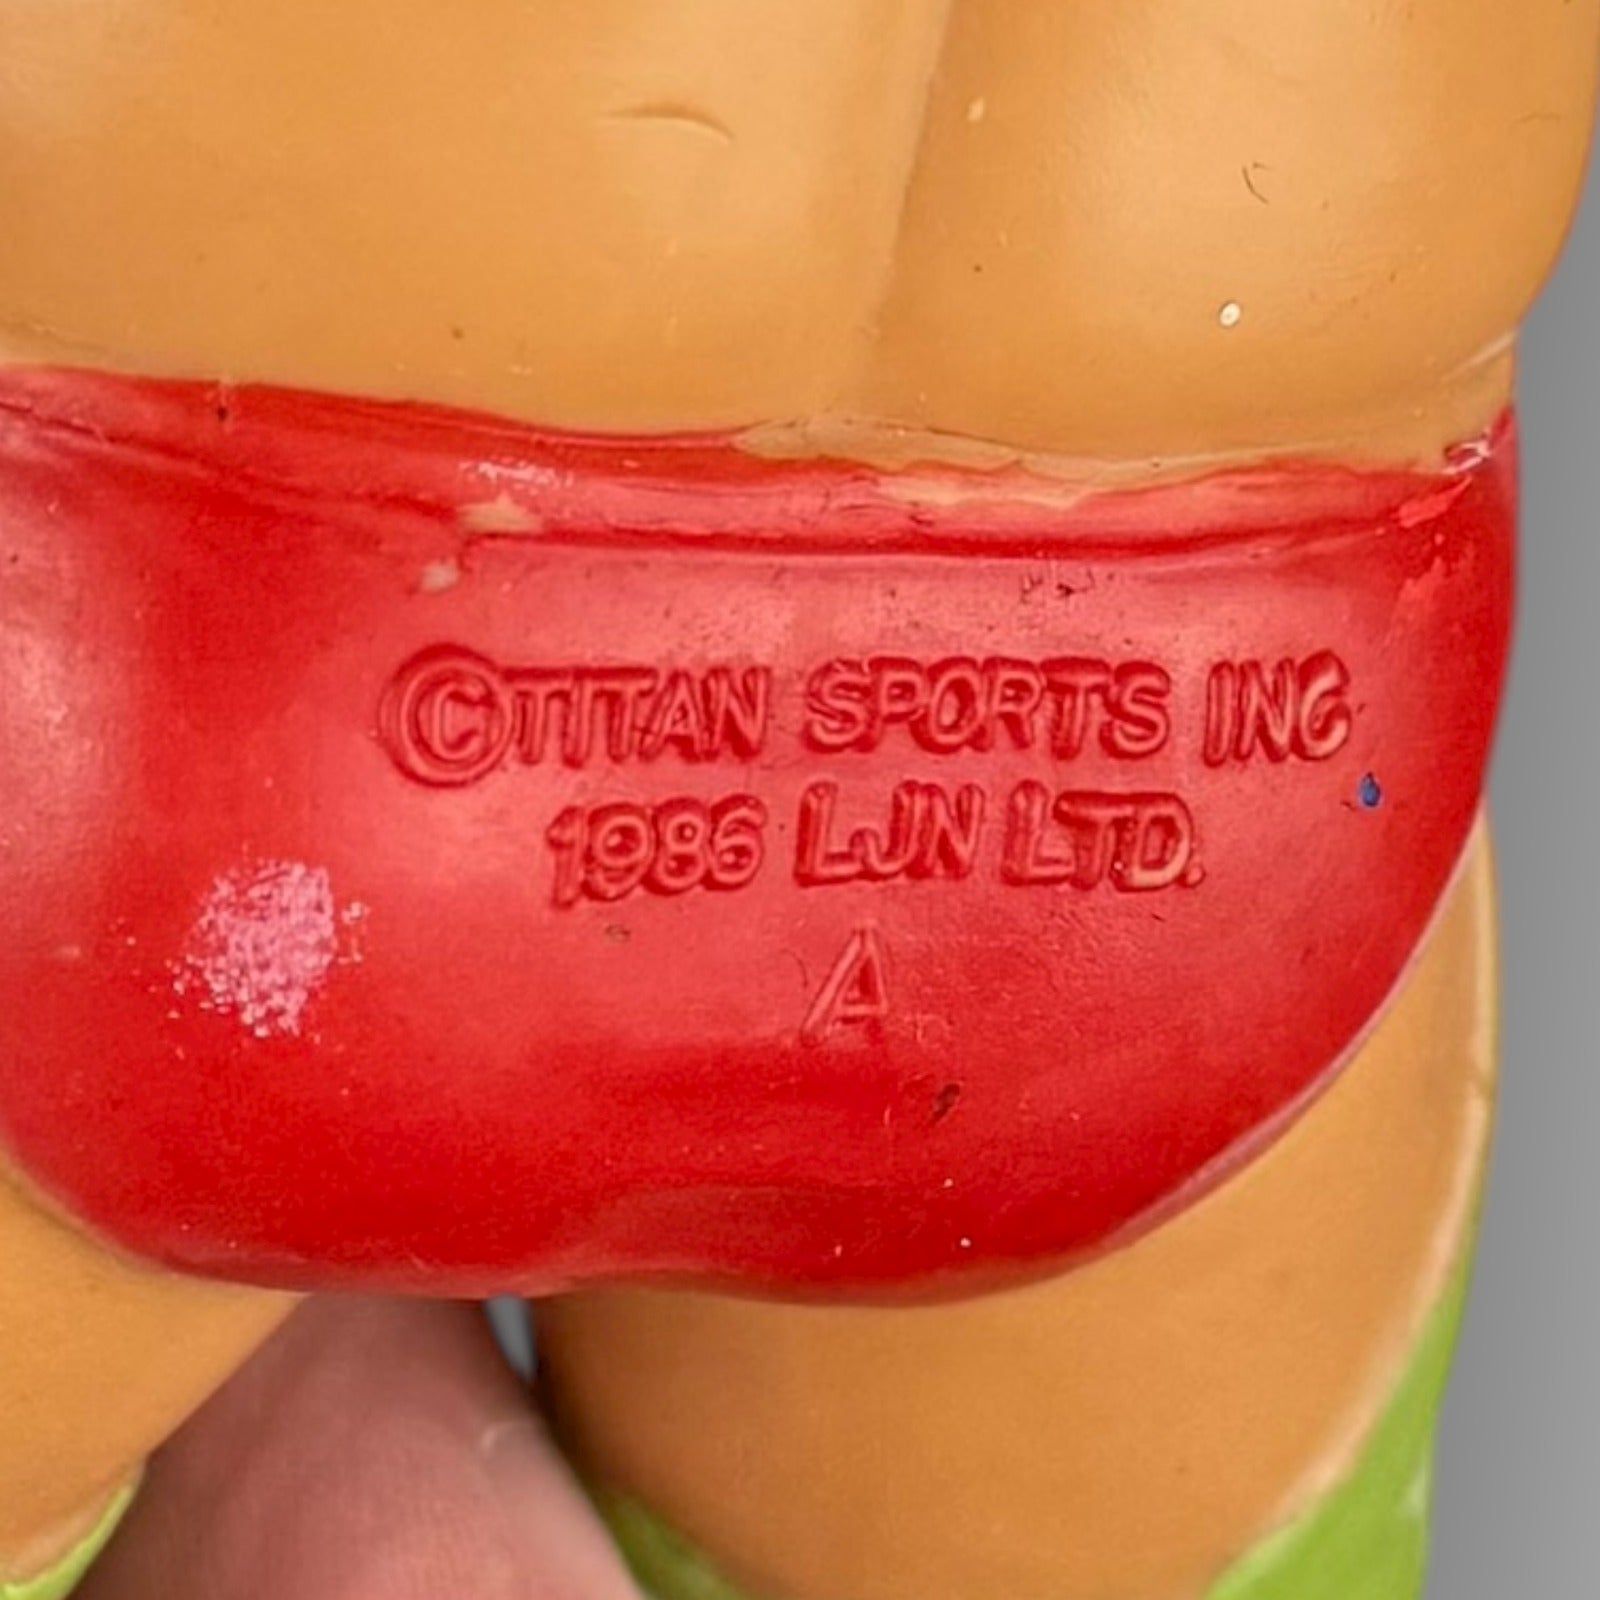 ©TITAN SPORTS INC
1986 LJN LTD.
A